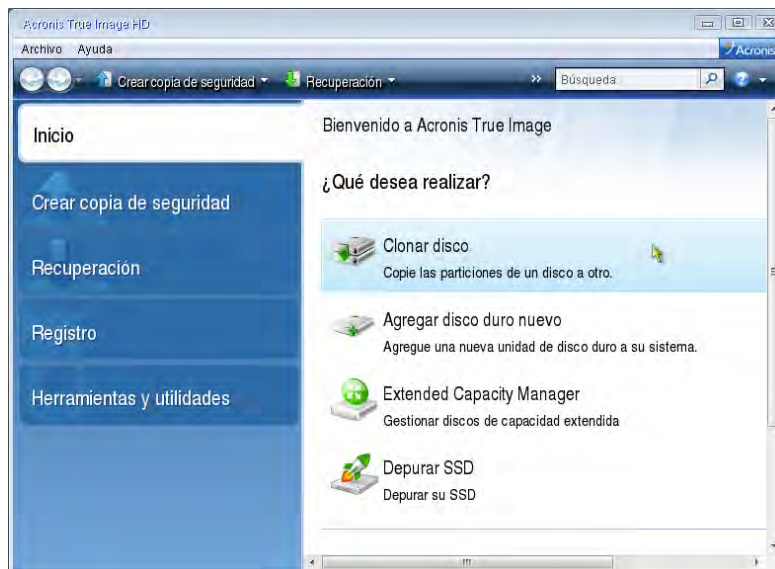 Acronis True Image HD
Archivo Ayuda
Acronis
Crear copia de seguridad Recuperación » Búsqueda
Inicio
Crear copia de seguridad
Recuperación
Registro
Herramientas y utilidades
Bienvenido a Acronis True Image
¿Qué desea realizar?
Clonar disco
Copie las particiones de un disco a otro.
Agregar disco duro nuevo
Agregue una nueva unidad de disco duro a su sistema.
Extended Capacity Manager
Gestionar discos de capacidad extendida
Depurar SSD
Depurar su SSD